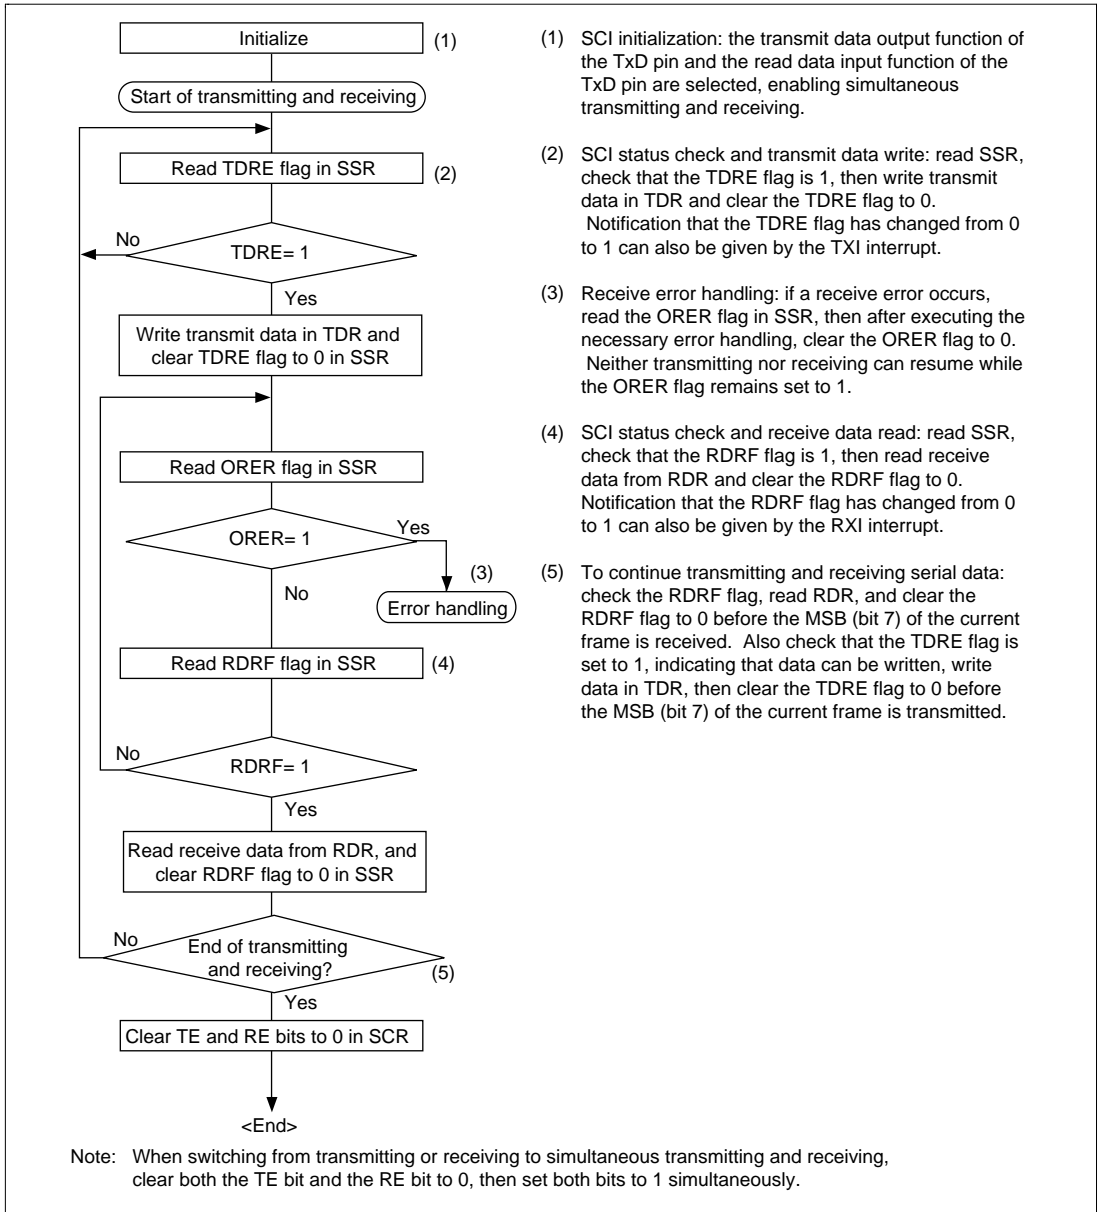 Initialize
(1)
Start of transmitting and receiving
Read TDRE flag in SSR
(2)
No
TDRE= 1
Yes
Write transmit data in TDR and
clear TDRE flag to 0 in SSR
Read ORER flag in SSR
ORER= 1
Yes
(3)
No
Error handling
Read RDRF flag in SSR
(4)
No
RDRF= 1
Yes
Read receive data from RDR, and
clear RDRF flag to 0 in SSR
No
End of transmitting
and receiving?
(5)
Yes
Clear TE and RE bits to 0 in SCR
<End>
(1) SCI initialization: the transmit data output function of
the TxD pin and the read data input function of the
TxD pin are selected, enabling simultaneous
transmitting and receiving.
(2) SCI status check and transmit data write: read SSR,
check that the TDRE flag is 1, then write transmit
data in TDR and clear the TDRE flag to 0.
Notification that the TDRE flag has changed from 0
to 1 can also be given by the TXI interrupt.
(3) Receive error handling: if a receive error occurs,
read the ORER flag in SSR, then after executing the
necessary error handling, clear the ORER flag to 0.
Neither transmitting nor receiving can resume while
the ORER flag remains set to 1.
(4) SCI status check and receive data read: read SSR,
check that the RDRF flag is 1, then read receive
data from RDR and clear the RDRF flag to 0.
Notification that the RDRF flag has changed from 0
to 1 can also be given by the RXI interrupt.
(5) To continue transmitting and receiving serial data:
check the RDRF flag, read RDR, and clear the
RDRF flag to 0 before the MSB (bit 7) of the current
frame is received. Also check that the TDRE flag is
set to 1, indicating that data can be written, write
data in TDR, then clear the TDRE flag to 0 before
the MSB (bit 7) of the current frame is transmitted.
Note: When switching from transmitting or receiving to simultaneous transmitting and receiving,
clear both the TE bit and the RE bit to 0, then set both bits to 1 simultaneously.